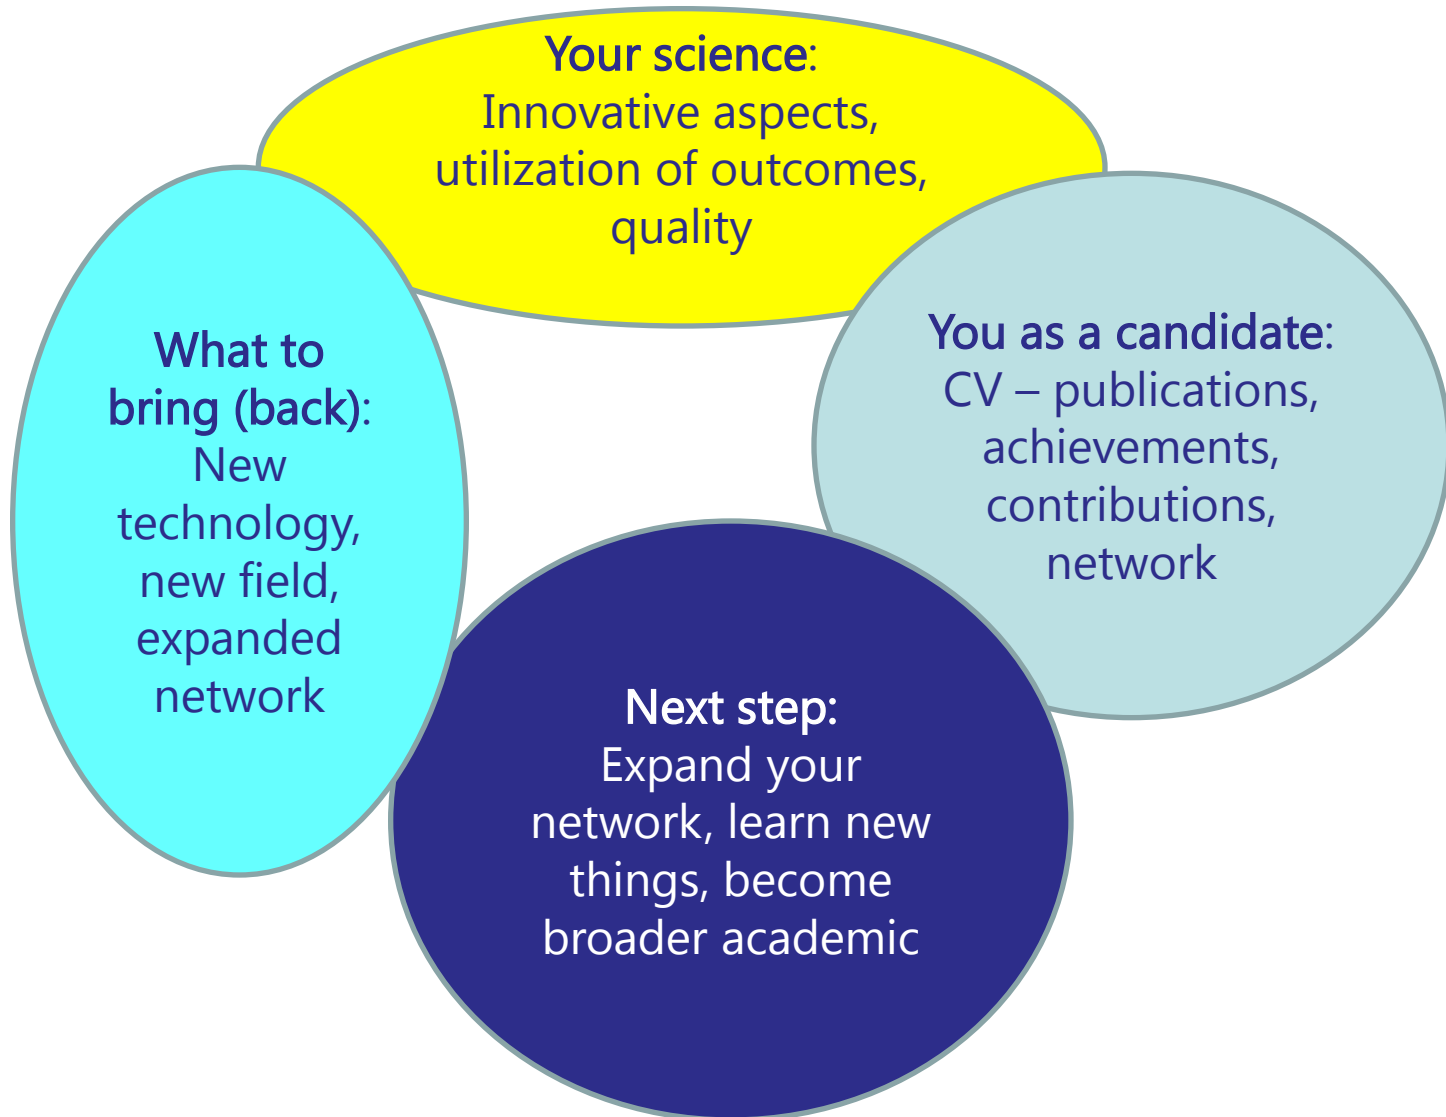 Your science:
Innovative aspects,
utilization of outcomes,
quality
You as a candidate:
CV – publications,
achievements,
contributions,
network
What to
bring (back):
New
technology,
new field,
expanded
network
Next step:
Expand your
network, learn new
things, become
broader academic